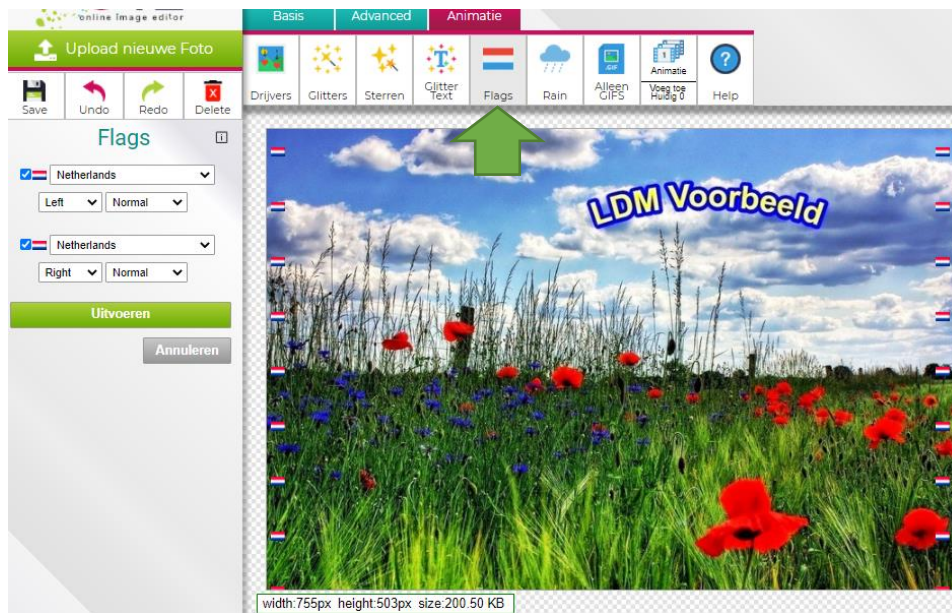 online Image editor
Upload nieuwe Foto
Basis
Advanced
Animatie
Save
Undo
Redo
Delete
Drijvers
Glitters
Sterren
T
Glitter
Text
Flags
Rain
.GIF
Alleen
GIFS
1
Animatie
Voeg toe
Huidig 0
?
Help
Flags
i
Netherlands
Left
Normal
Netherlands
Right
Normal
Uitvoeren
Annuleren
LDM Voorbeeld
width:755px height:503px size:200.50 KB